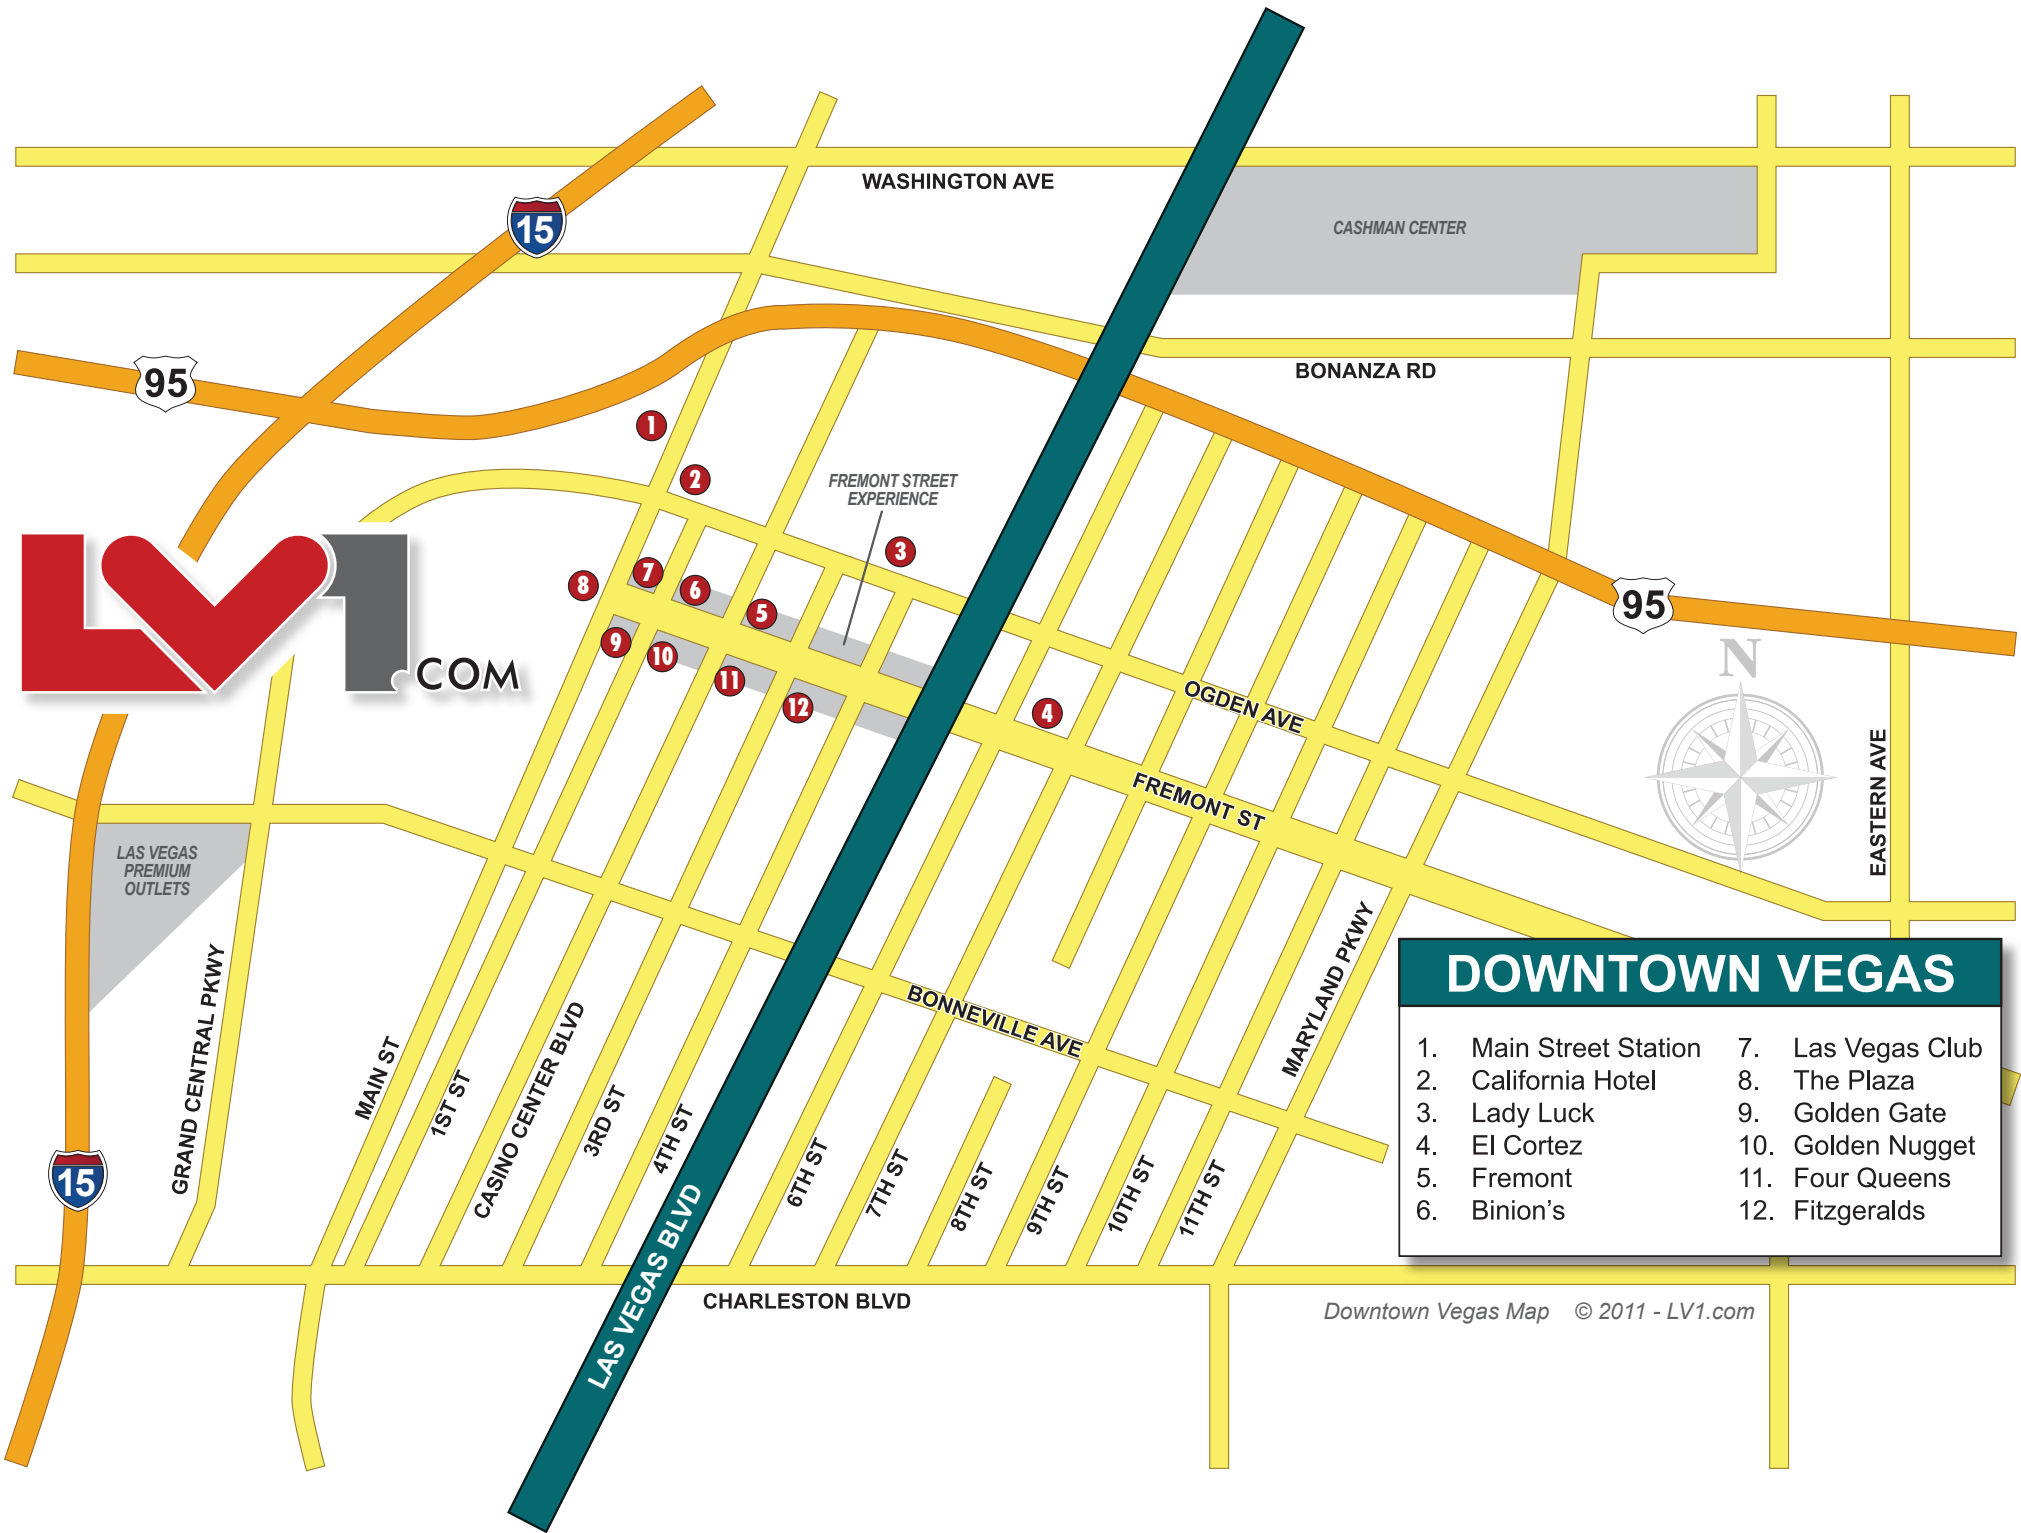 WASHINGTON AVE
15
CASHMAN CENTER
95
BONANZA RD
1
2
FREMONT STREET
EXPERIENCE
3
7
8
6
5
95
9
10
11
12
4
LV1.COM
N
OGDEN AVE
FREMONT ST
EASTERN AVE
LAS VEGAS
PREMIUM
OUTLETS
GRAND CENTRAL PKWY
MAIN ST
1ST ST
CASINO CENTER BLVD
3RD ST
4TH ST
LAS VEGAS BLVD
BONNEVILLE AVE
6TH ST
7TH ST
8TH ST
9TH ST
10TH ST
11TH ST
MARYLAND PKWY
15
CHARLESTON BLVD
DOWNTOWN VEGAS
1. Main Street Station
2. California Hotel
3. Lady Luck
4. El Cortez
5. Fremont
6. Binion's
7. Las Vegas Club
8. The Plaza
9. Golden Gate
10. Golden Nugget
11. Four Queens
12. Fitzgeralds
Downtown Vegas Map © 2011 - LV1.com